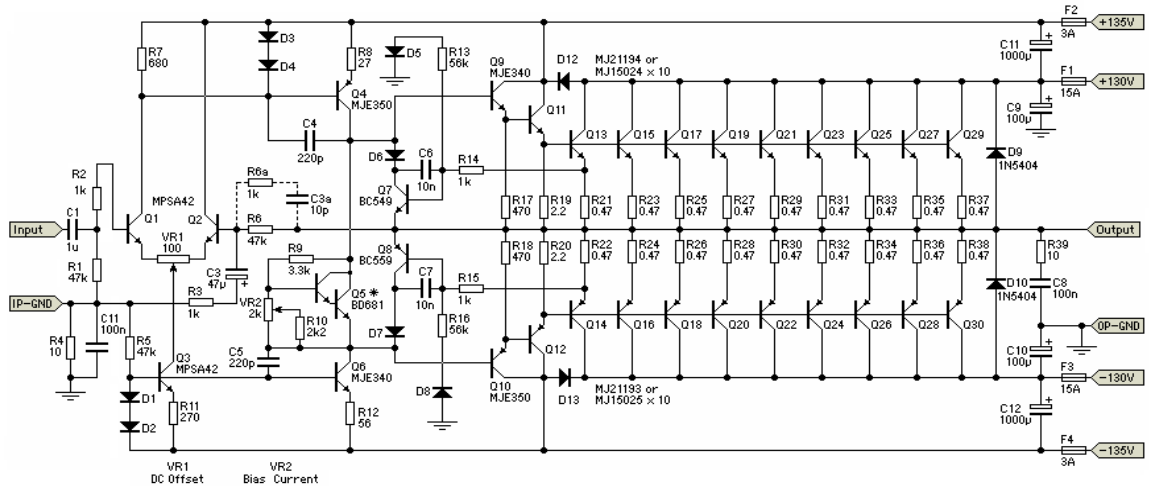 F2
+135V
3A
C11
1000µ
F1
+130V
15A
C9
100µ
R7
680
D3
D4
R8
27
D5
R13
56k
Q9
MJE340
D12
MJ21194 or
MJ15024 x 10
Q4
MJE350
Q11
C4
220p
D6
C6
10n
R14
1k
Q13
Q15
Q17
Q19
Q21
Q23
Q25
Q27
Q29
D9
1N5404
R2
1k
MPSA42
R6a
1k
C3a
10p
Q7
BC549
R17
470
R19
2.2
R21
0.47
R23
0.47
R25
0.47
R27
0.47
R29
0.47
R31
0.47
R33
0.47
R35
0.47
R37
0.47
C1
1u
Input
Q1
Q2
VR1
100
R6
47k
Output
R1
47k
C3
47µ
R9
3.3k
Q8
BC559
R18
470
R20
2.2
R22
0.47
R24
0.47
R26
0.47
R28
0.47
R30
0.47
R32
0.47
R34
0.47
R36
0.47
R38
0.47
R39
10
D10
1N5404
C8
100n
IP-GND
R3
1k
VR2
2k
Q5*
BD681
C7
10n
R15
1k
R10
2k2
R16
56k
D7
Q14
Q16
Q18
Q20
Q22
Q24
Q26
Q28
Q30
OP-GND
R4
10
C11
100n
R5
47k
Q3
MPSA42
C5
220p
Q6
MJE340
Q12
C10
100µ
F3
-130V
15A
D1
D2
R11
270
R12
56
D8
Q10
MJE350
D13
MJ21193 or
MJ15025 x 10
C12
1000µ
F4
-135V
3A
VR1
DC Offset
VR2
Bias Current